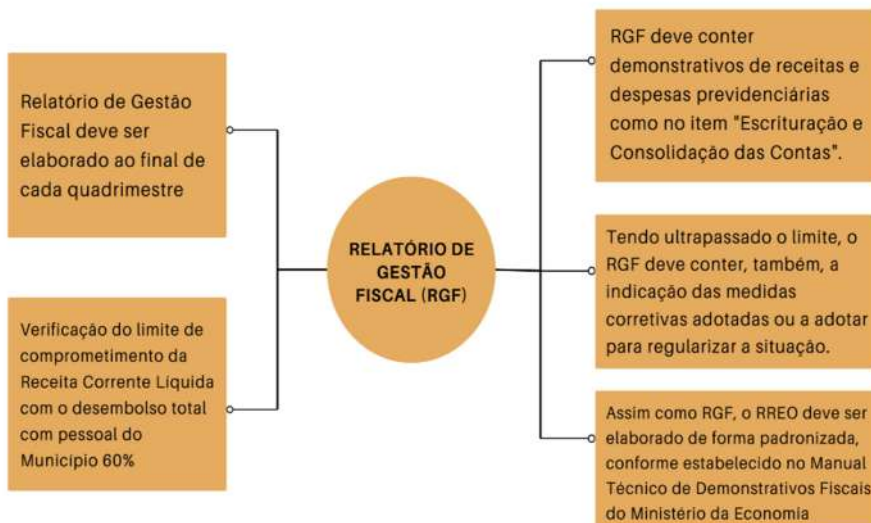 Relatório de Gestão
Fiscal deve ser
elaborado ao final de
cada quadrimestre
Verificação do limite de
comprometimento da
Receita Corrente Líquida
com o desembolso total
com pessoal do
Município 60%
RELATÓRIO DE
GESTÃO
FISCAL (RGF)
RGF deve conter
demonstrativos de receitas e
despesas previdenciárias
como no item "Escrituração e
Consolidação das Contas".
Tendo ultrapassado o limite, o
RGF deve conter, também, a
indicação das medidas
corretivas adotadas ou a adotar
para regularizar a situação.
Assim como RGF, o RREO deve ser
elaborado de forma padronizada,
conforme estabelecido no Manual
Técnico de Demonstrativos Fiscais
do Ministério da Economia